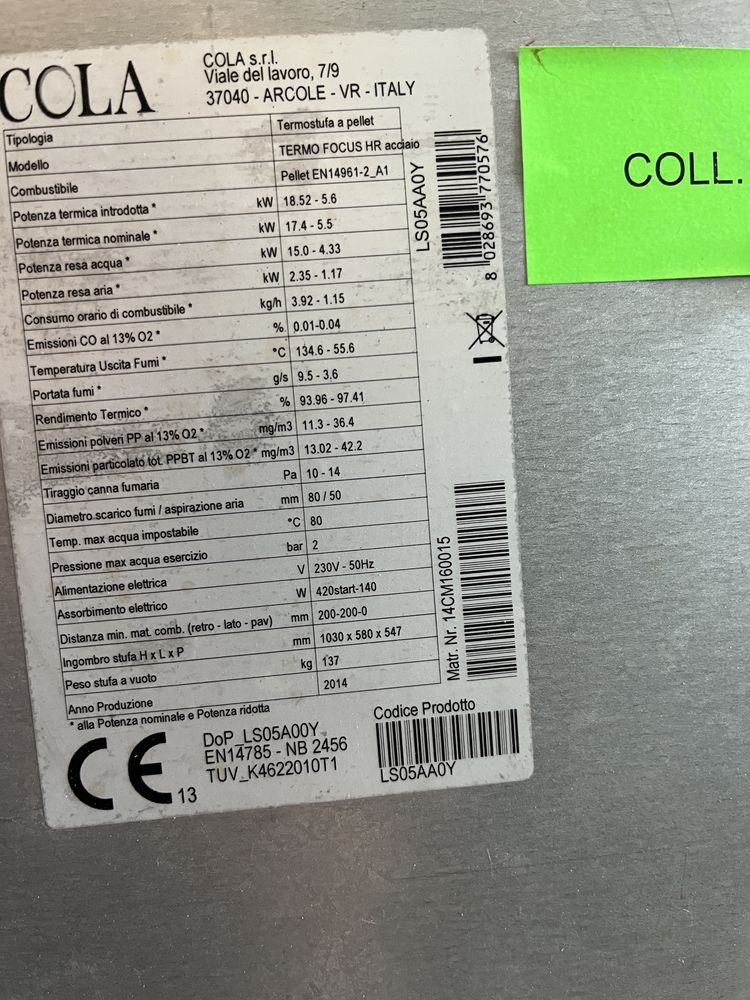 COLA
COLA s.r.l.
Viale del lavoro, 7/9
37040 - ARCOLE - VR - ITALY
Tipologia Termostufa a pellet
Modello TERMO FOCUS HR acciaio
Combustibile Pellet EN14961-2_A1
Potenza termica introdotta * kW 18.52 - 5.6
Potenza termica nominale * kW 17.4 - 5.5
Potenza resa acqua * kW 15.0 - 4.33
Potenza resa aria * kW 2.35 - 1.17
Consumo orario di combustibile * kg/h 3.92 - 1.15
Emissioni CO al 13% O2 * % 0.01-0.04
Temperatura Uscita Fumi * °C 134.6 - 55.6
Portata fumi * g/s 9.5 - 3.6
Rendimento Termico * % 93.96 - 97.41
Emissioni polveri PP al 13% O2 * mg/m3 11.3 - 36.4
Emissioni particolato tot. PPBT al 13% O2 * mg/m3 13.02 - 42.2
Tiraggio canna fumaria Pa 10 - 14
Diametro scarico fumi / aspirazione aria mm 80 / 50
Temp. max acqua impostabile °C 80
Pressione max acqua esercizio bar 2
Alimentazione elettrica V 230V - 50Hz
Assorbimento elettrico W 420start-140
Distanza min. mat. comb. (retro - lato - pav) mm 200-200-0
Ingombro stufa H x L x P mm 1030 x 580 x 547
Peso stufa a vuoto kg 137
Anno Produzione 2014
* alla Potenza nominale e Potenza ridotta
LS05AA0Y
8 028693 770576
Matr. Nr. 14CM160015
CE 13
DoP_LS05A00Y
EN14785 - NB 2456
TUV_K4622010T1
Codice Prodotto
LS05AA0Y
COLL.